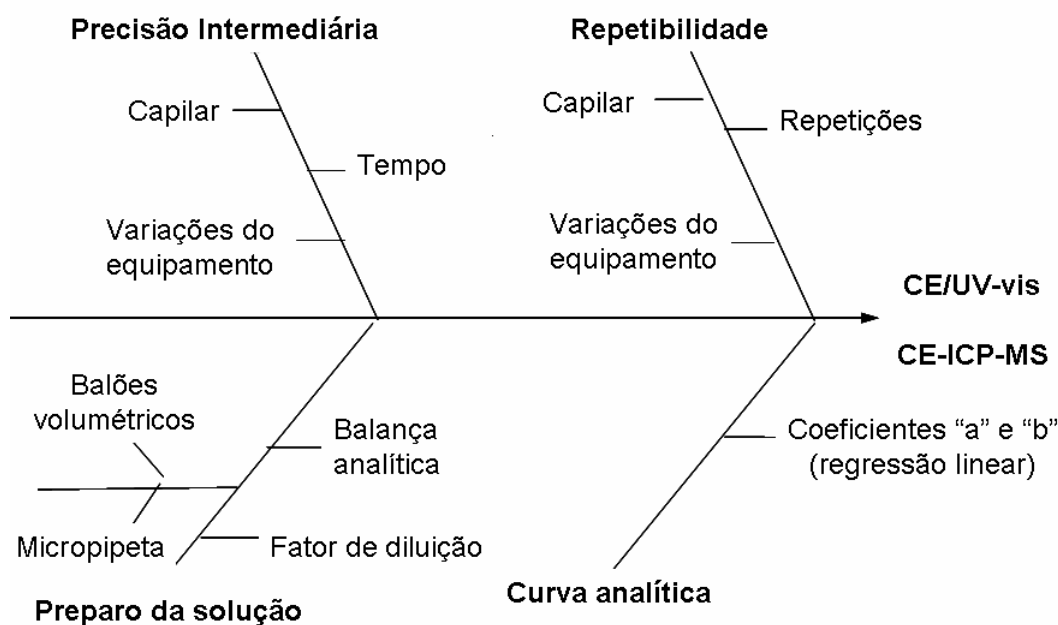 Precisão Intermediária
Repetibilidade
Capilar
Tempo
Variações do
equipamento
Capilar
Repetições
Variações do
equipamento
CE/UV-vis
CE-ICP-MS
Balões
volumétricos
Balança
analítica
Micropipeta
Fator de diluição
Preparo da solução
Coeficientes “a” e “b”
(regressão linear)
Curva analítica